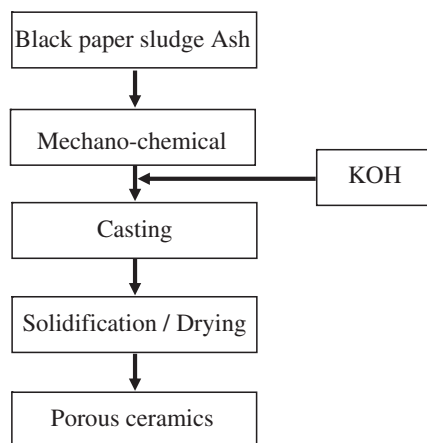 Black paper sludge Ash
Mechano-chemical
KOH
Casting
Solidification / Drying
Porous ceramics